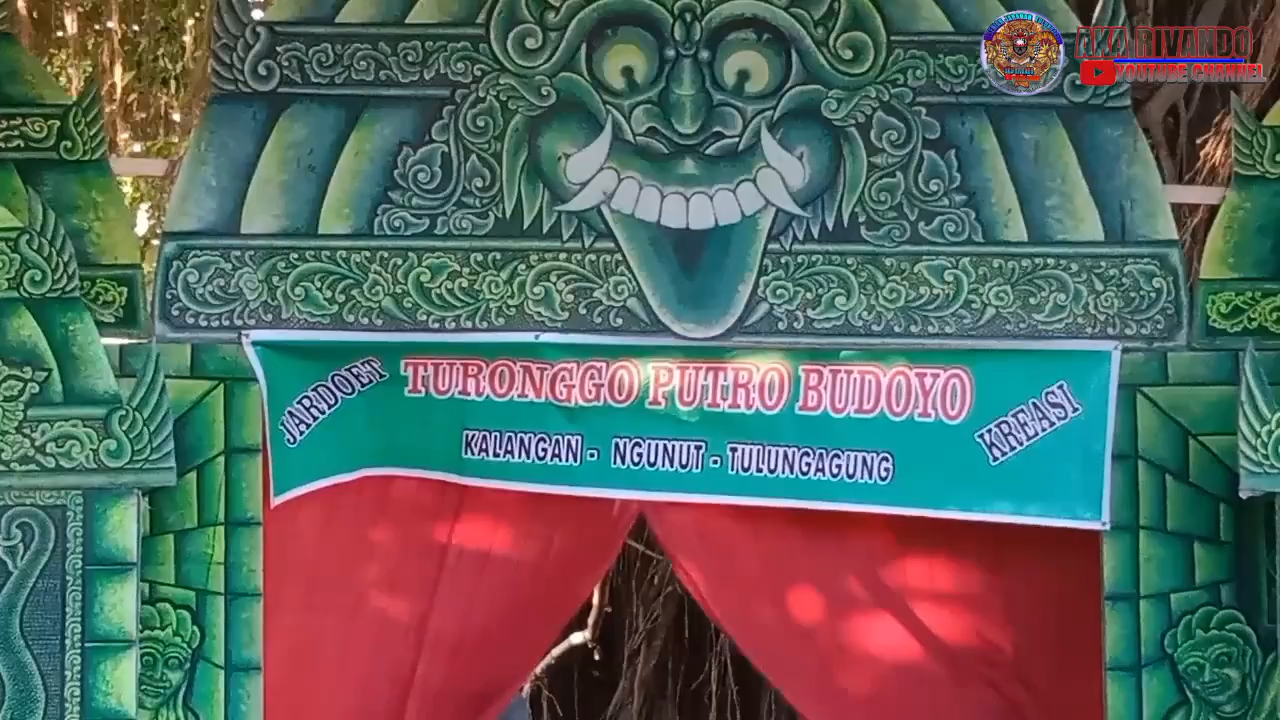 AKA RIVANDO
YOUTUBE CHANNEL
JARDOET
TURONGGO PUTRO BUDOYO
KREASI
KALANGAN - NGUNUT - TULUNGAGUNG